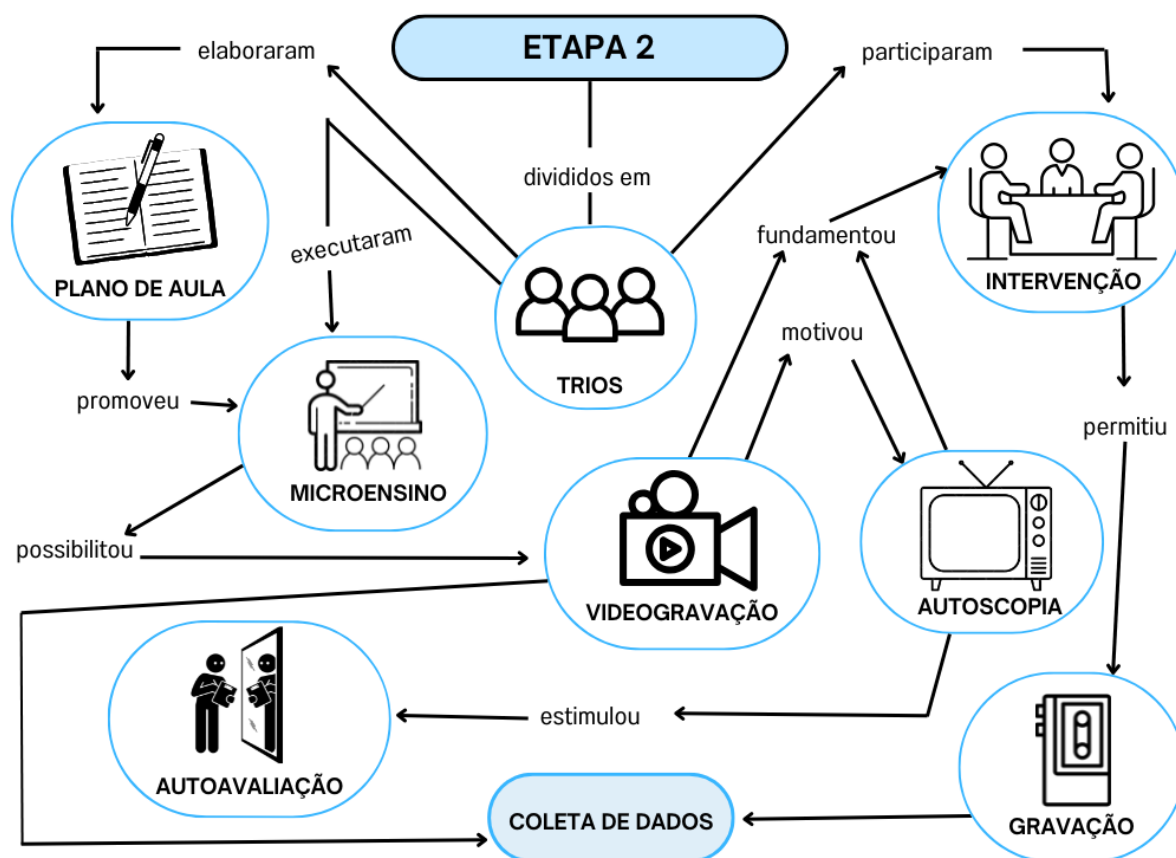 ETAPA 2
elaboraram
participaram
divididos em
executaram
fundamentou
PLANO DE AULA
INTERVENÇÃO
motivou
TRIOS
promoveu
permitiu
MICROENSINO
possibilitou
VIDEOGRAVAÇÃO
AUTOSCOPIA
estimulou
AUTOAVALIAÇÃO
COLETA DE DADOS
GRAVAÇÃO